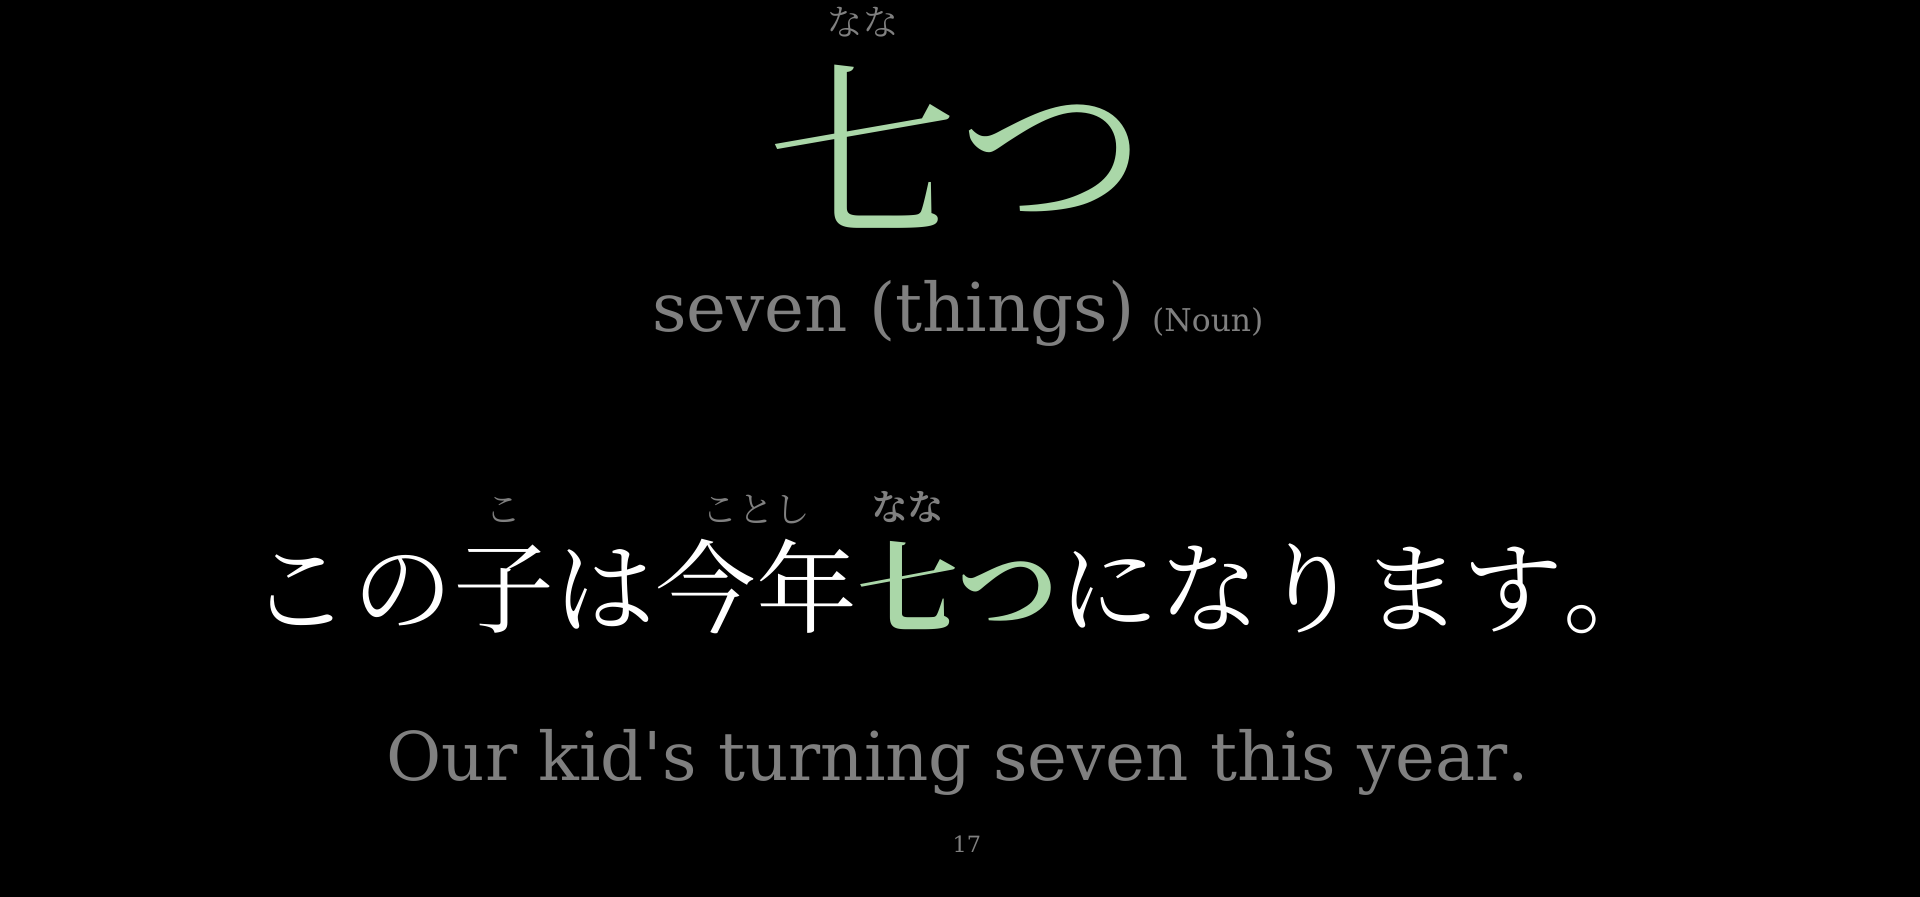 なな
七つ
seven (things) (Noun)
こ ことし なな
この子は今年七つになります。
Our kid's turning seven this year.
17